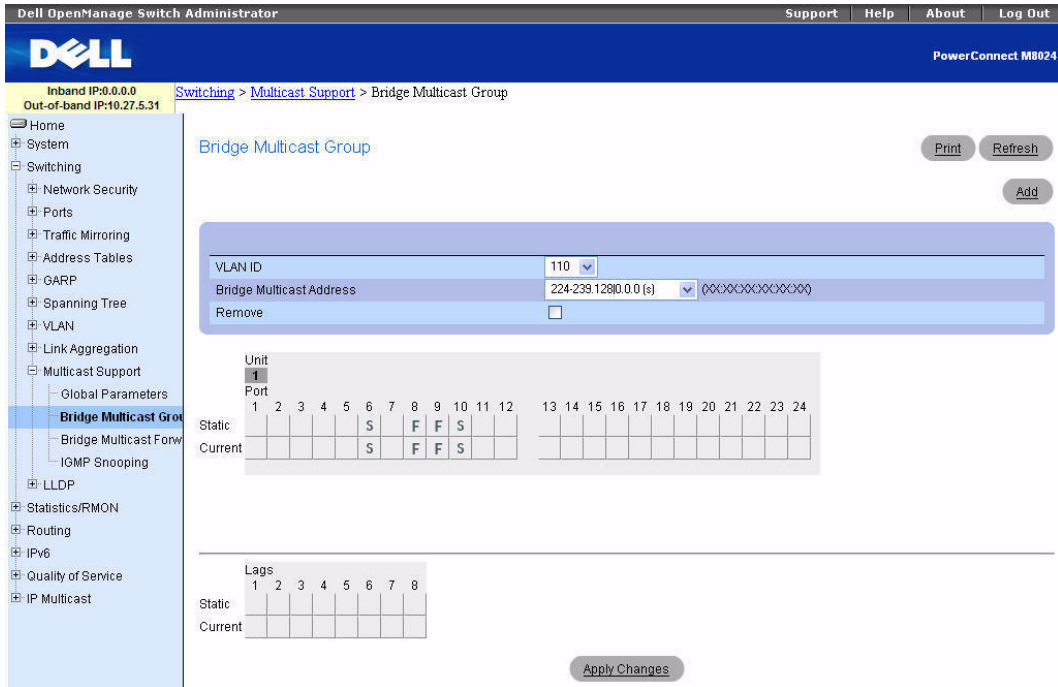 Dell OpenManage Switch Administrator
Support Help About Log Out
DELL
PowerConnect M8024
Inband IP:0.0.0.0
Out-of-band IP:10.27.5.31
Switching > Multicast Support > Bridge Multicast Group
Home
System
Switching
Network Security
Ports
Traffic Mirroring
Address Tables
GARP
Spanning Tree
VLAN
Link Aggregation
Multicast Support
Global Parameters
Bridge Multicast Grou
Bridge Multicast Forw
IGMP Snooping
LLDP
Statistics/RMON
Routing
IPv6
Quality of Service
IP Multicast
Bridge Multicast Group
Print Refresh
Add
VLAN ID 110
Bridge Multicast Address 224-239.128|0.0.0 (s) (XX:XX:XX:XX:XX:XX)
Remove
Unit
1
Port
1 2 3 4 5 6 7 8 9 10 11 12 13 14 15 16 17 18 19 20 21 22 23 24
Static S F F S
Current S F F S
Lags
1 2 3 4 5 6 7 8
Static
Current
Apply Changes